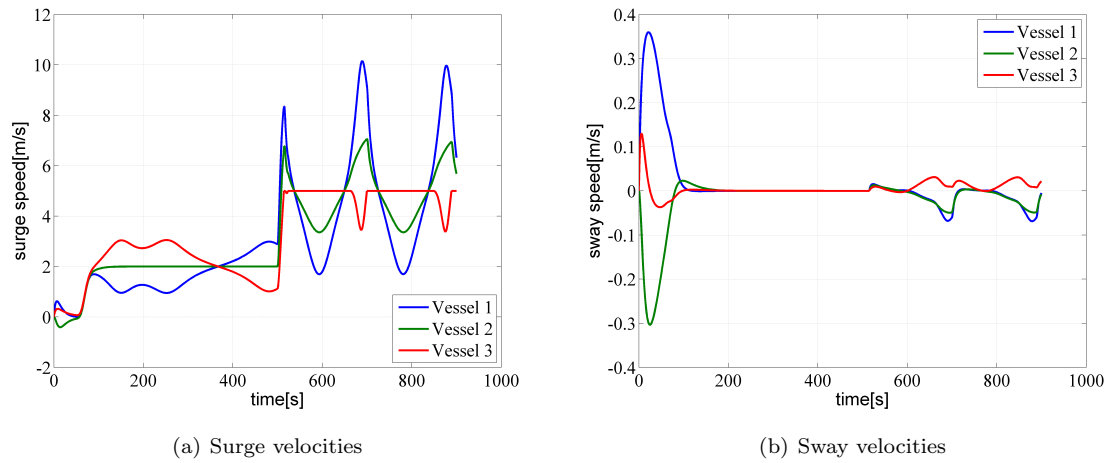 12
10
8
6
4
2
0
-2
surge speed[m/s]
0 200 400 600 800 1000
time[s]
Vessel 1
Vessel 2
Vessel 3
(a) Surge velocities
0.4
0.3
0.2
0.1
0
-0.1
-0.2
-0.3
-0.4
sway speed[m/s]
0 200 400 600 800 1000
time[s]
Vessel 1
Vessel 2
Vessel 3
(b) Sway velocities